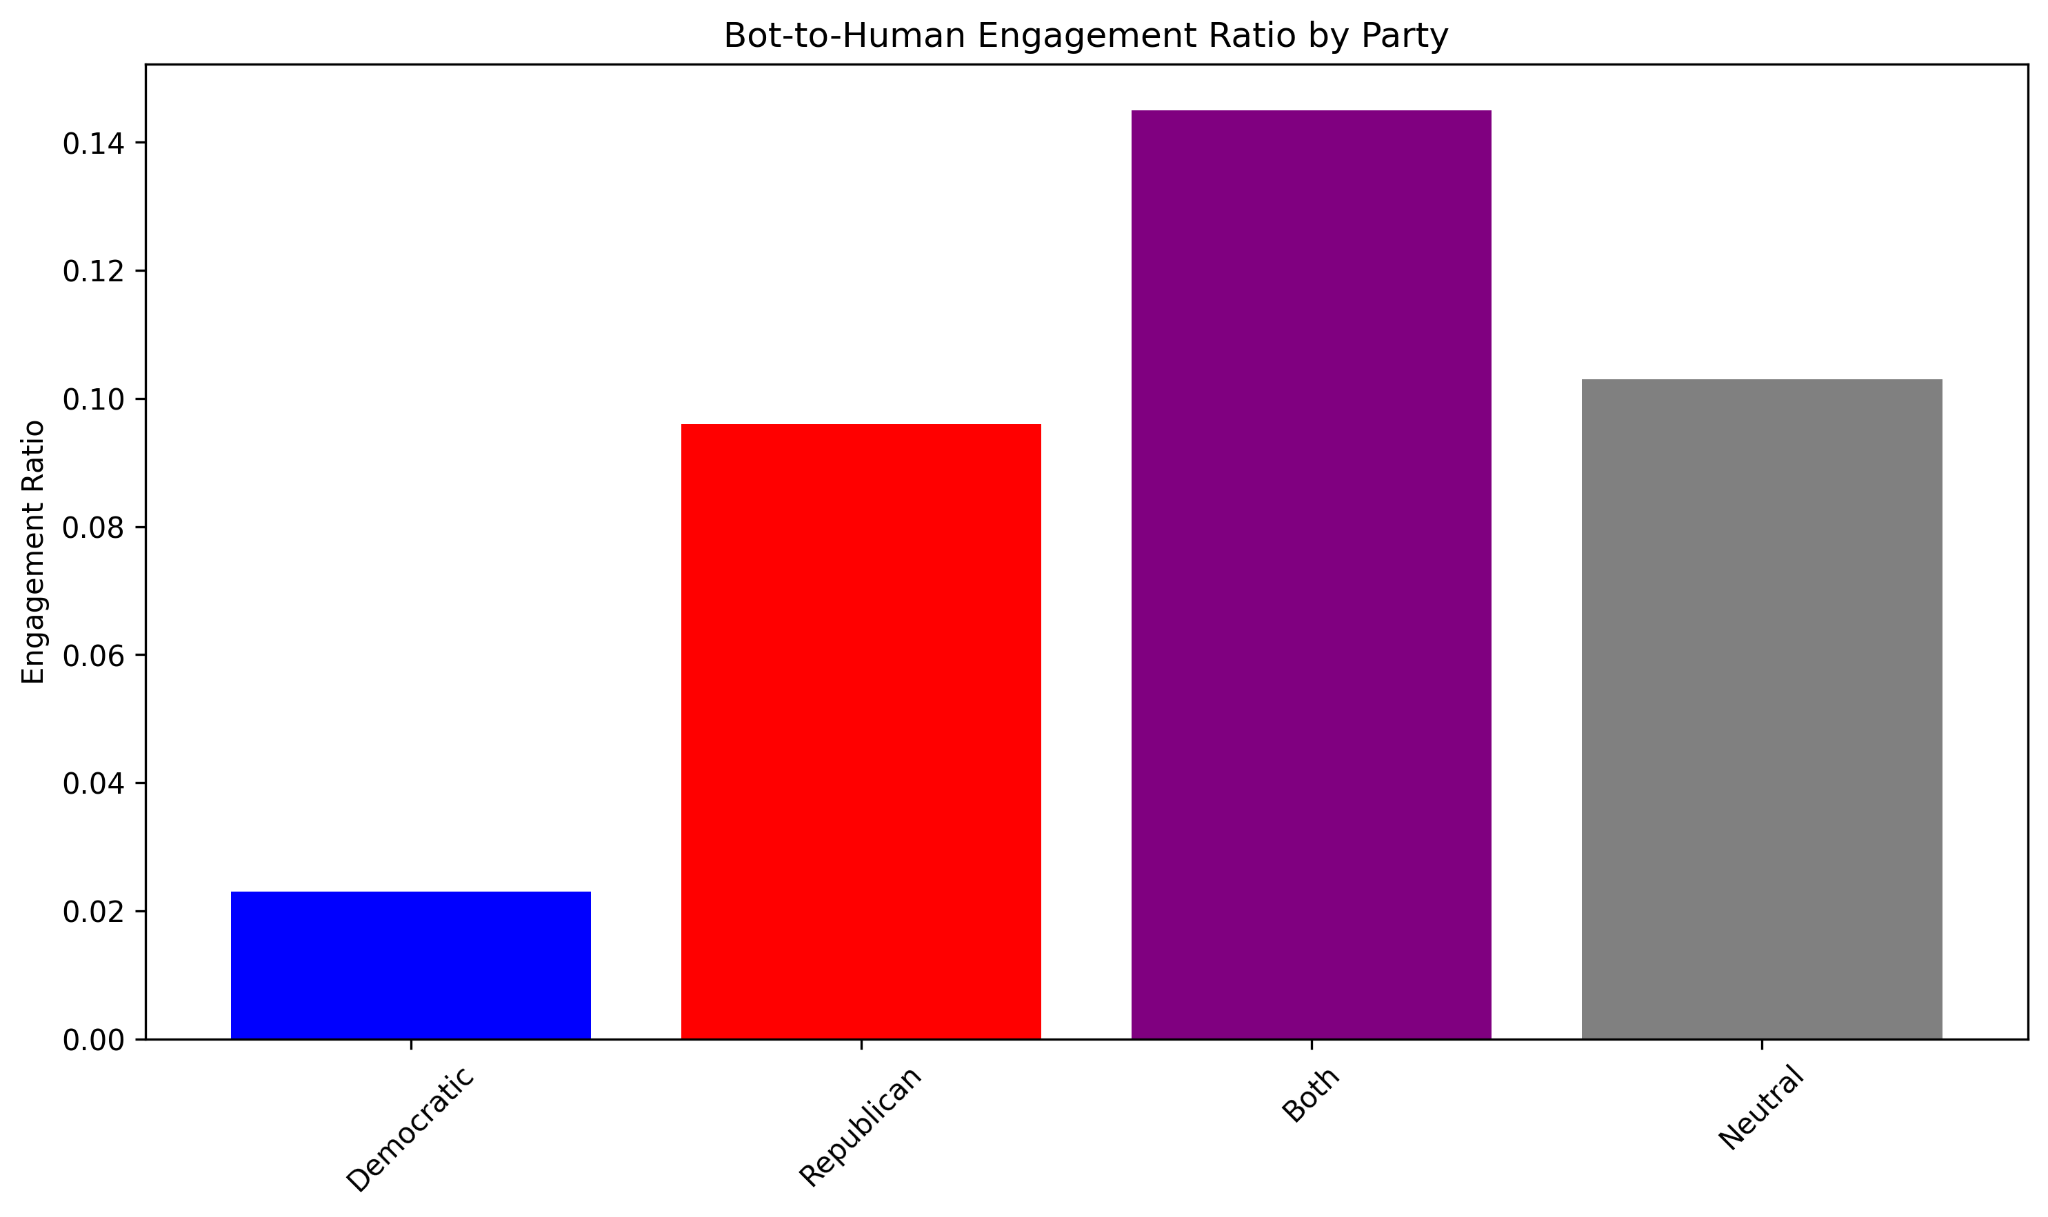 Bot-to-Human Engagement Ratio by Party
Engagement Ratio
0.14
0.12
0.10
0.08
0.06
0.04
0.02
0.00
Democratic
Republican
Both
Neutral